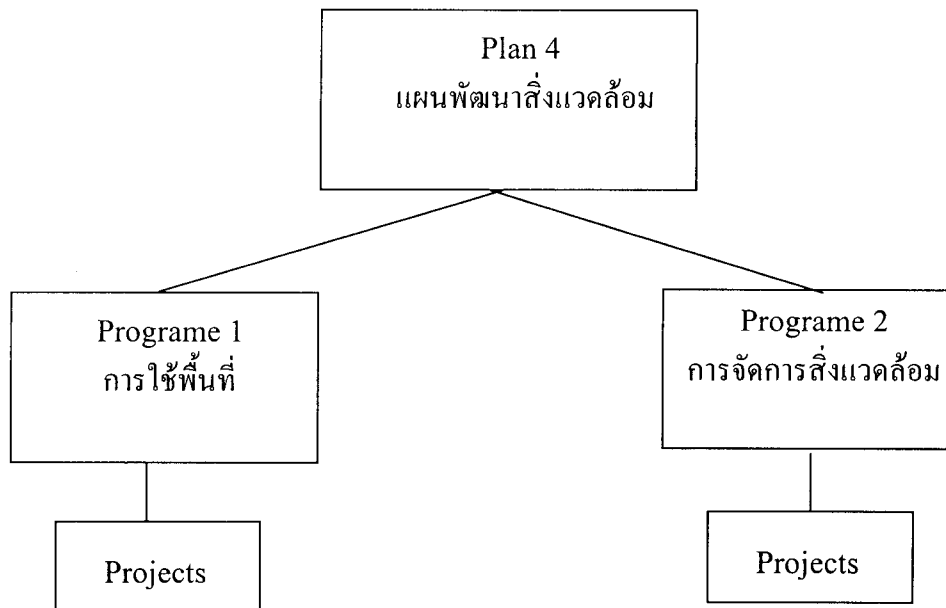 Plan 4
แผนพัฒนาสิ่งแวดล้อม
Programe 1
การใช้พื้นที่
Programe 2
การจัดการสิ่งแวดล้อม
Projects
Projects